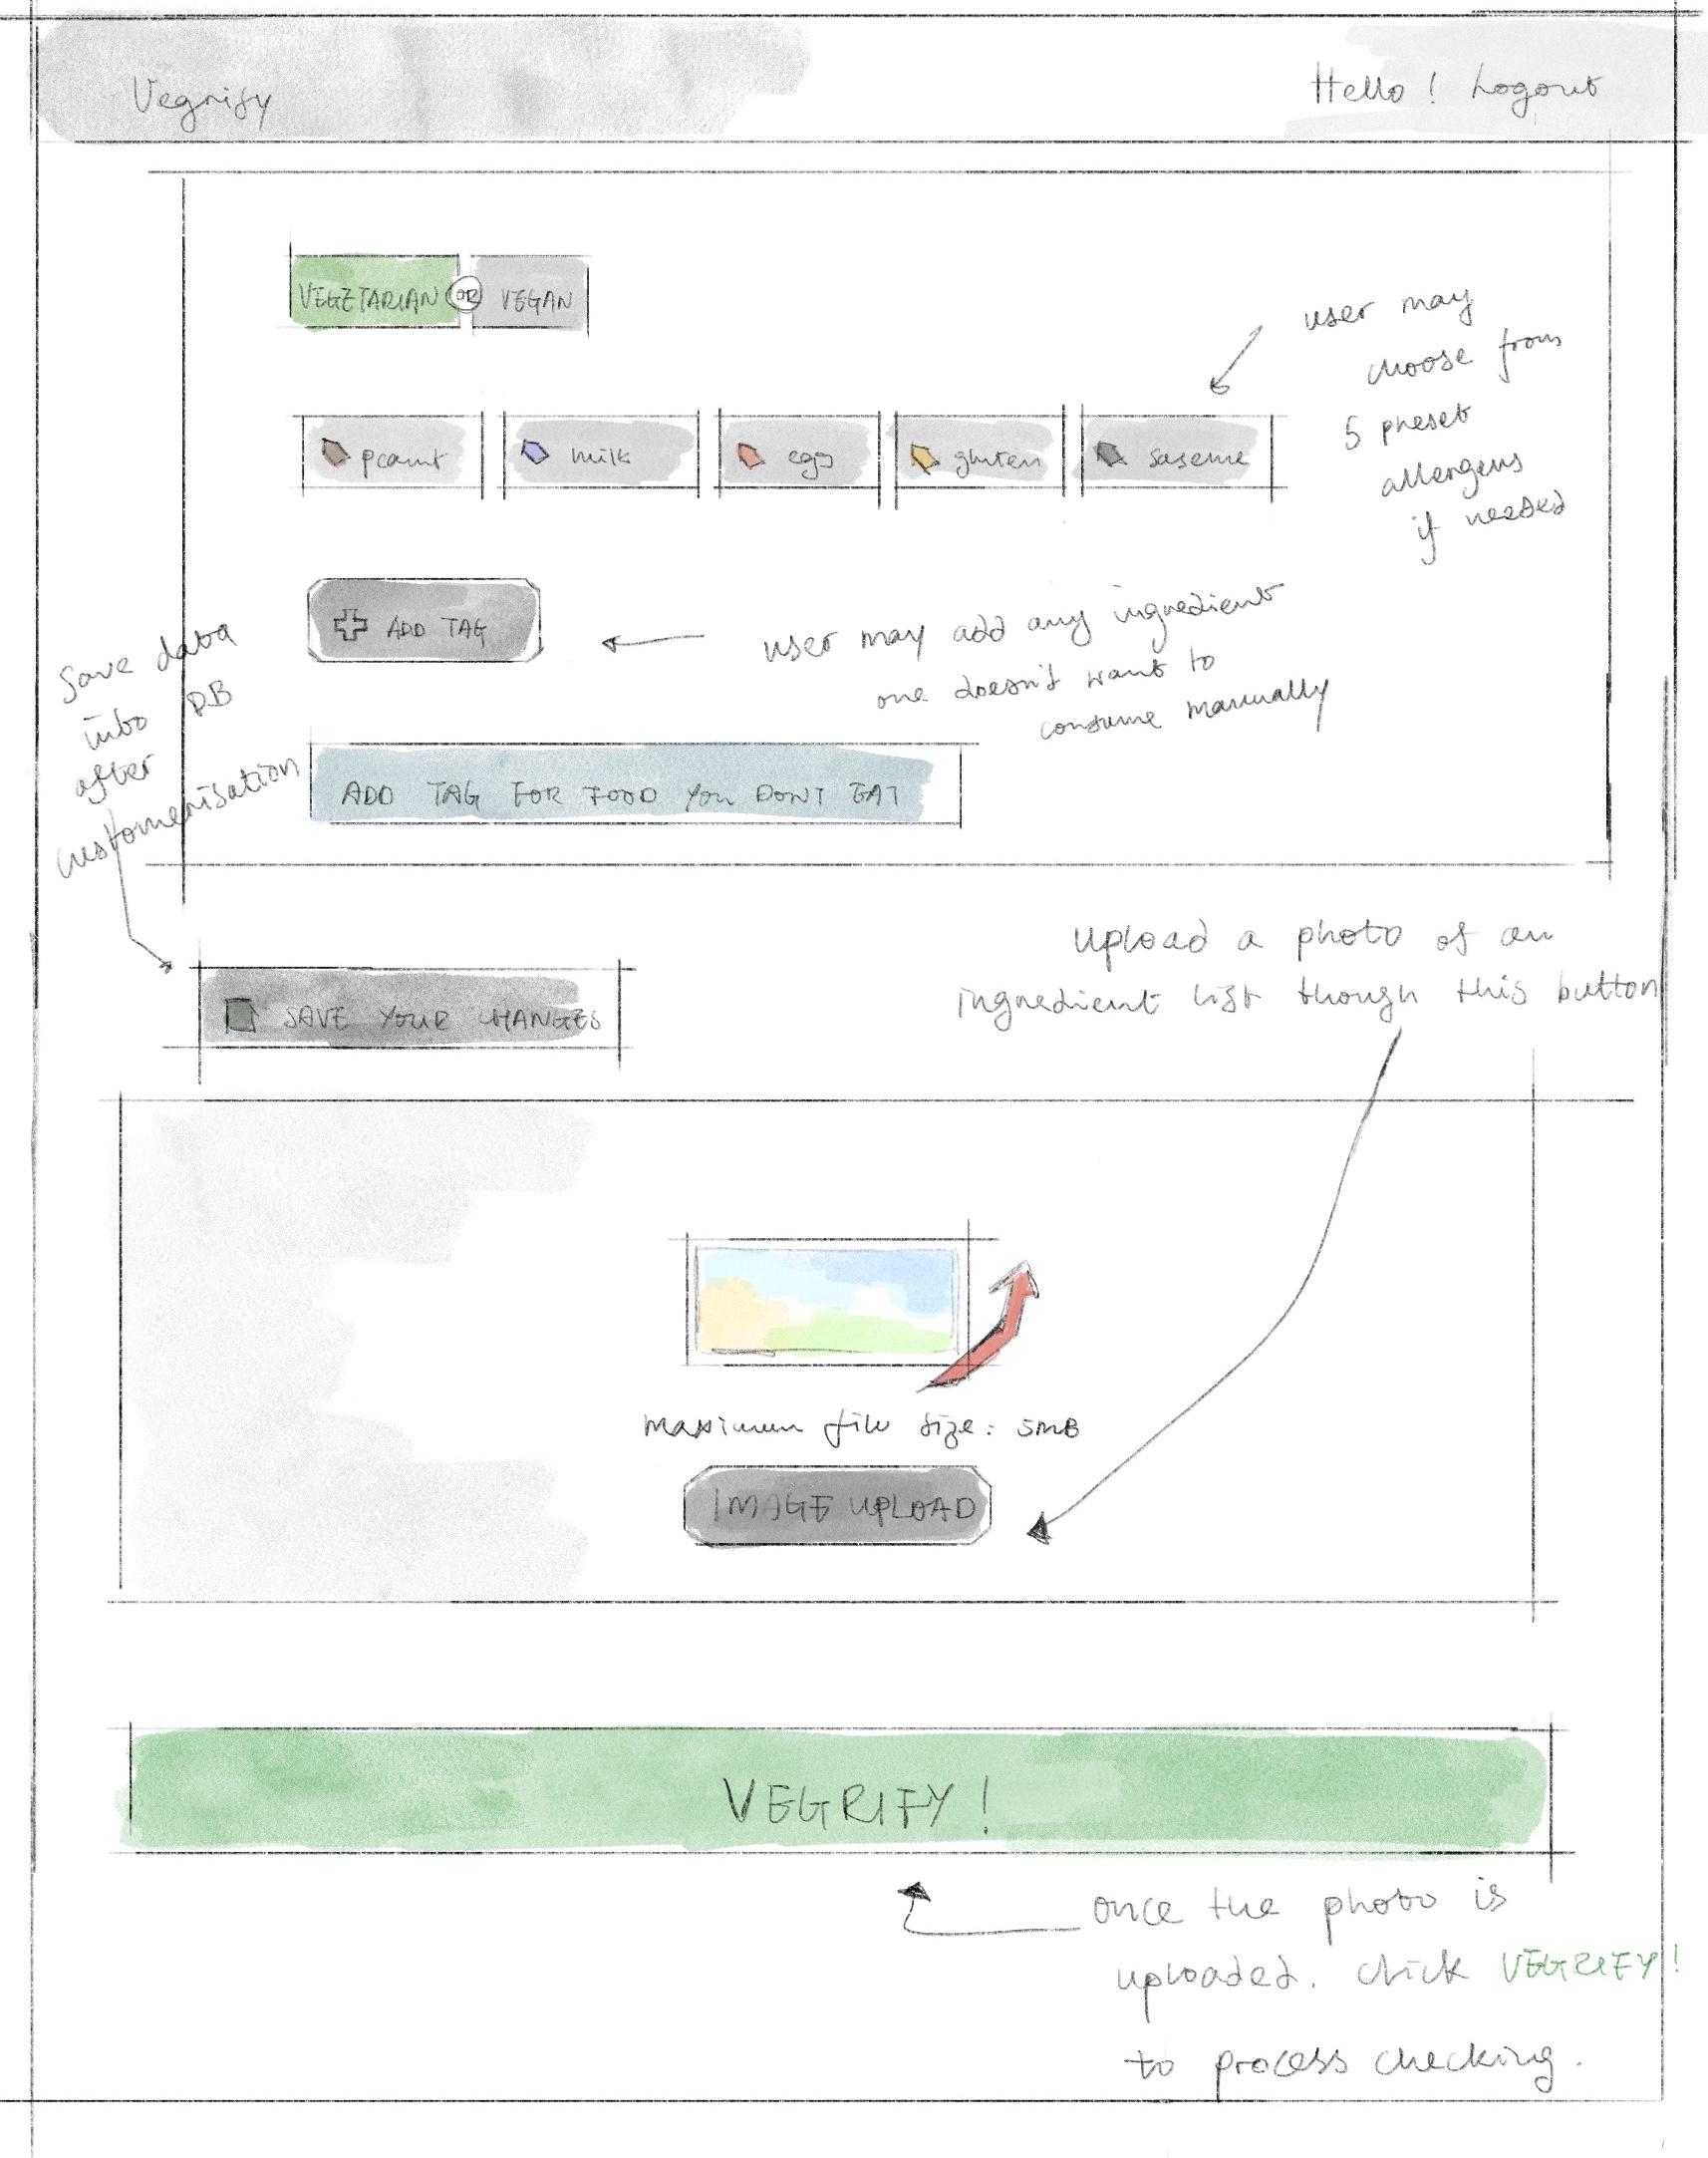 Vegrify
Hello! Logout
VEGETARIAN OR VEGAN
user may
choose from
5 preset
allergens
if needed
peanut
milk
egg
gluten
saseme
ADD TAG
user may add any ingredient
one doesn't want to
consume manually
Save data
into DB
after
customerisation
ADD TAG FOR FOOD YOU DONT EAT
SAVE YOUR CHANGES
Upload a photo of an
ingredient list though this button
maximum file size: 5MB
IMAGE UPLOAD
VEGRIFY!
once the photo is
uploaded. click VEGRIFY!
to process checking.